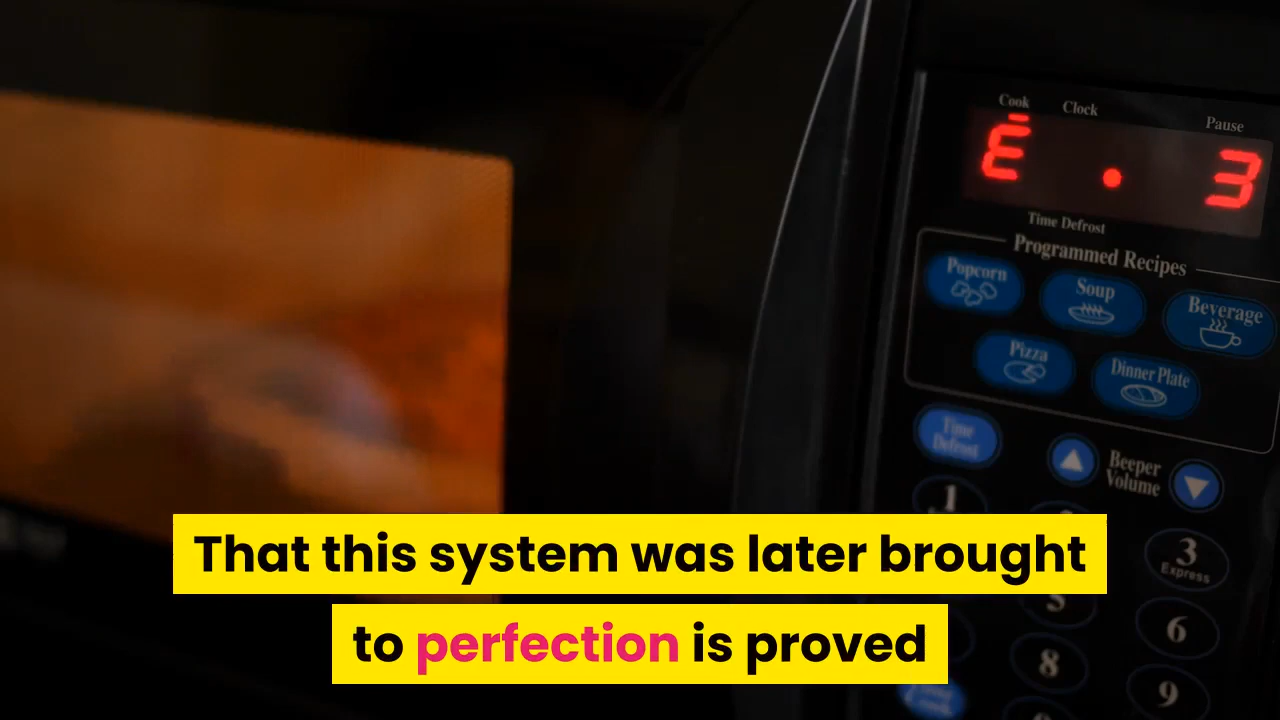 Cook Clock Pause
Time Defrost
Programmed Recipes
Popcorn Soup Beverage
Pizza Dinner Plate
Time Defrost
Beeper Volume
1
3
Express
6
8
9
That this system was later brought
to perfection is proved